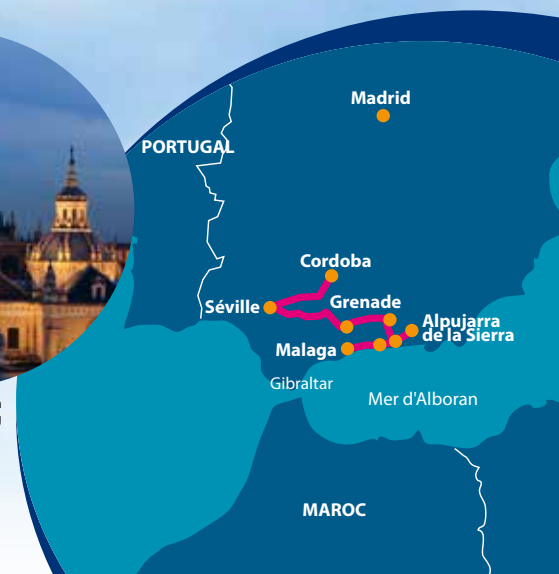 Madrid
PORTUGAL
Cordoba
Séville
Grenade
Alpujarra
de la Sierra
Malaga
Gibraltar
Mer d'Alboran
MAROC